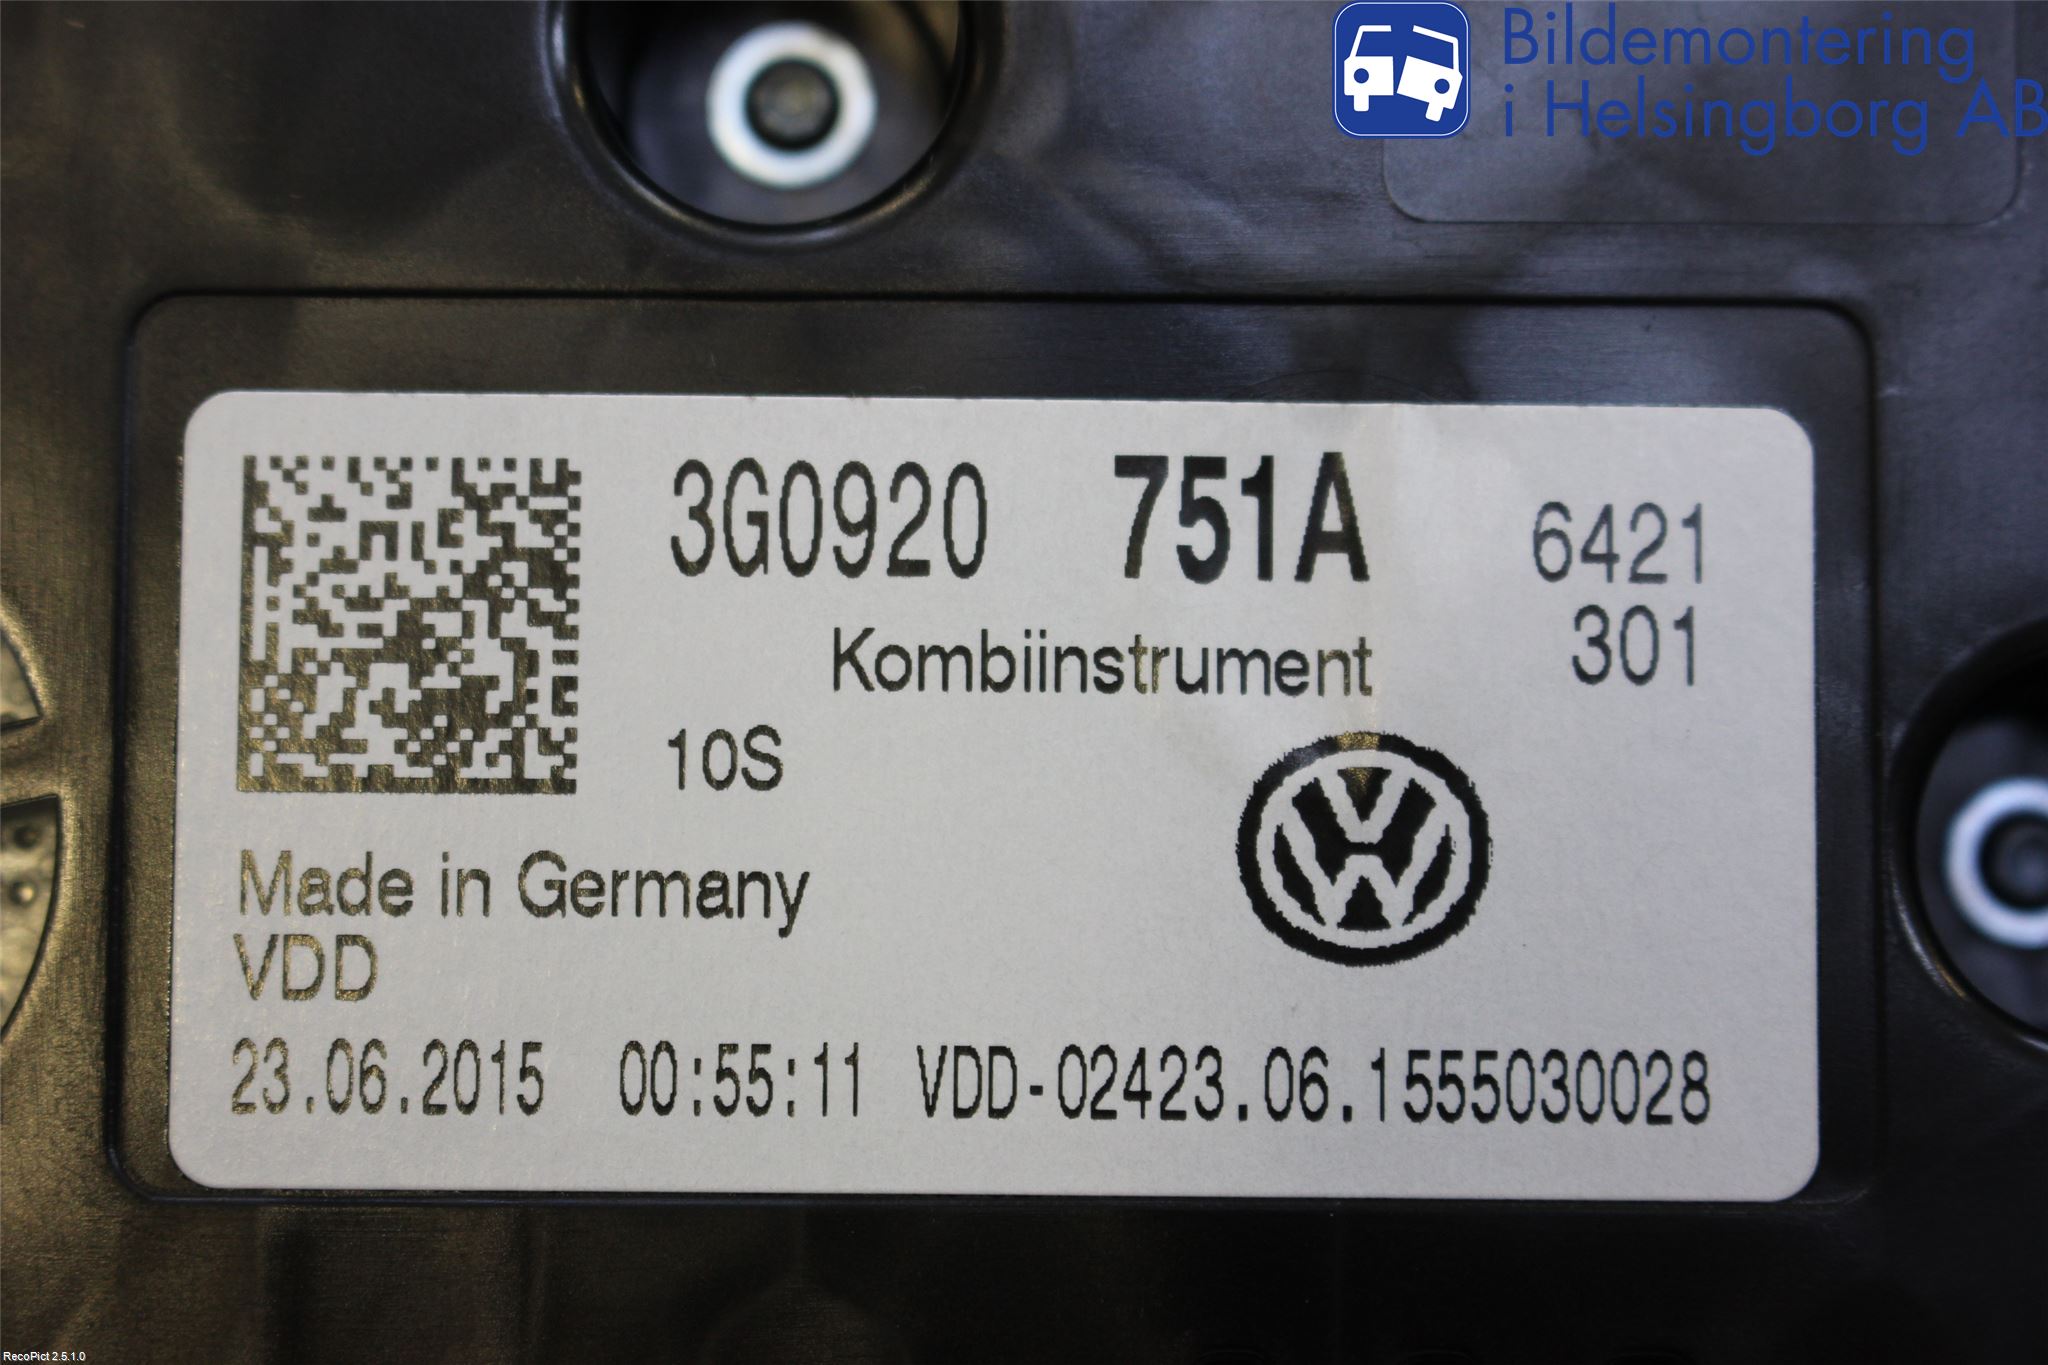 Bildemontering
i Helsingborg AB
3G0920 751A 6421
301
Kombiinstrument
10S
Made in Germany
VDD
23.06.2015 00:55:11 VDD-02423.06.1555030028
RecoPict 2.5.1.0